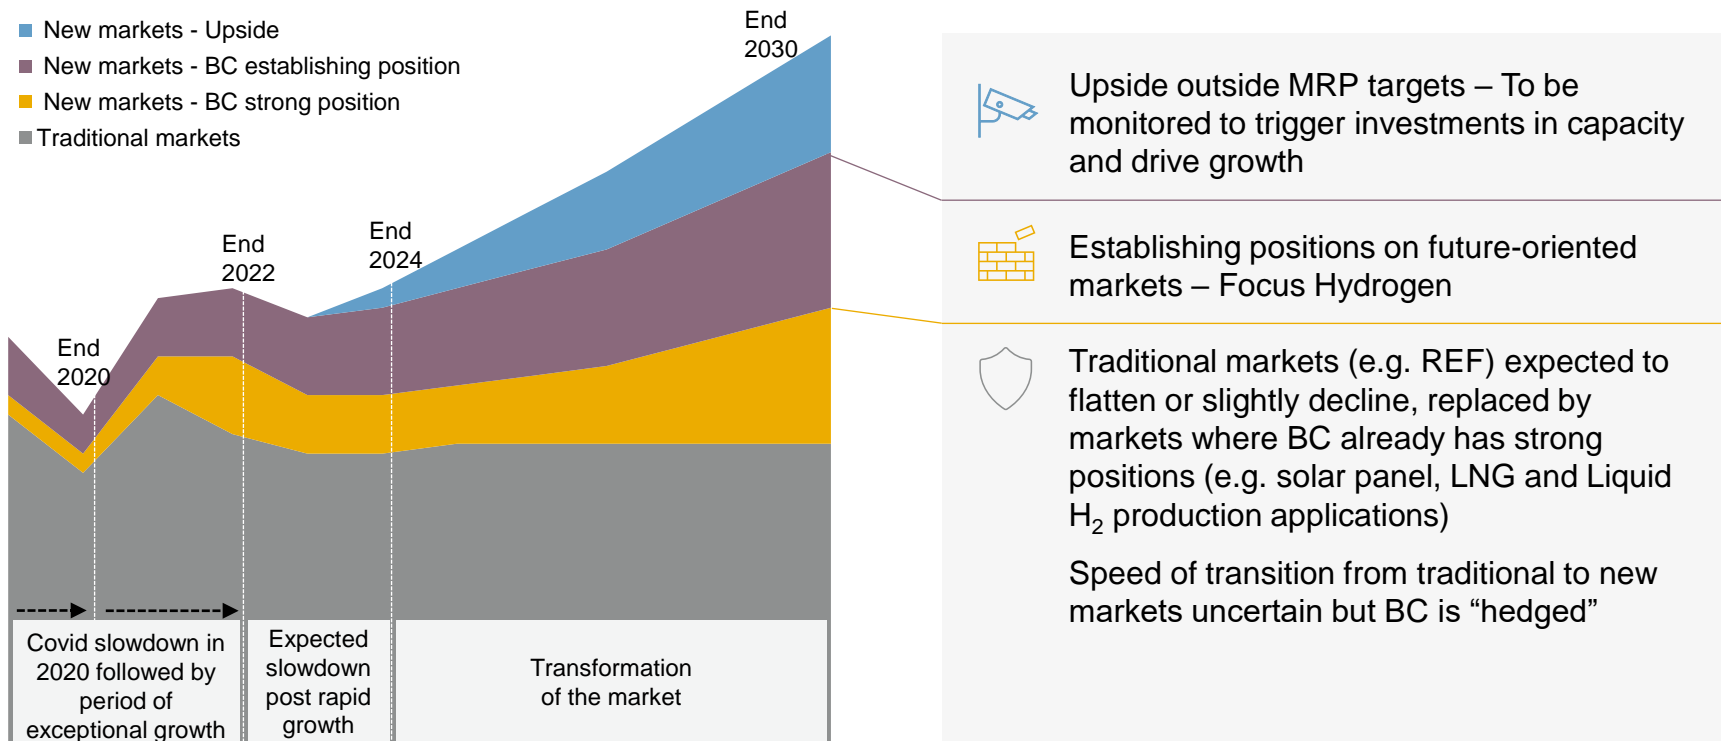 New markets - Upside
New markets - BC establishing position
New markets - BC strong position
Traditional markets
End
2020
End
2022
End
2024
End
2030
Covid slowdown in
2020 followed by
period of
exceptional growth
Expected
slowdown
post rapid
growth
Transformation
of the market
Upside outside MRP targets – To be
monitored to trigger investments in capacity
and drive growth
Establishing positions on future-oriented
markets – Focus Hydrogen
Traditional markets (e.g. REF) expected to
flatten or slightly decline, replaced by
markets where BC already has strong
positions (e.g. solar panel, LNG and Liquid
H₂ production applications)
Speed of transition from traditional to new
markets uncertain but BC is “hedged”